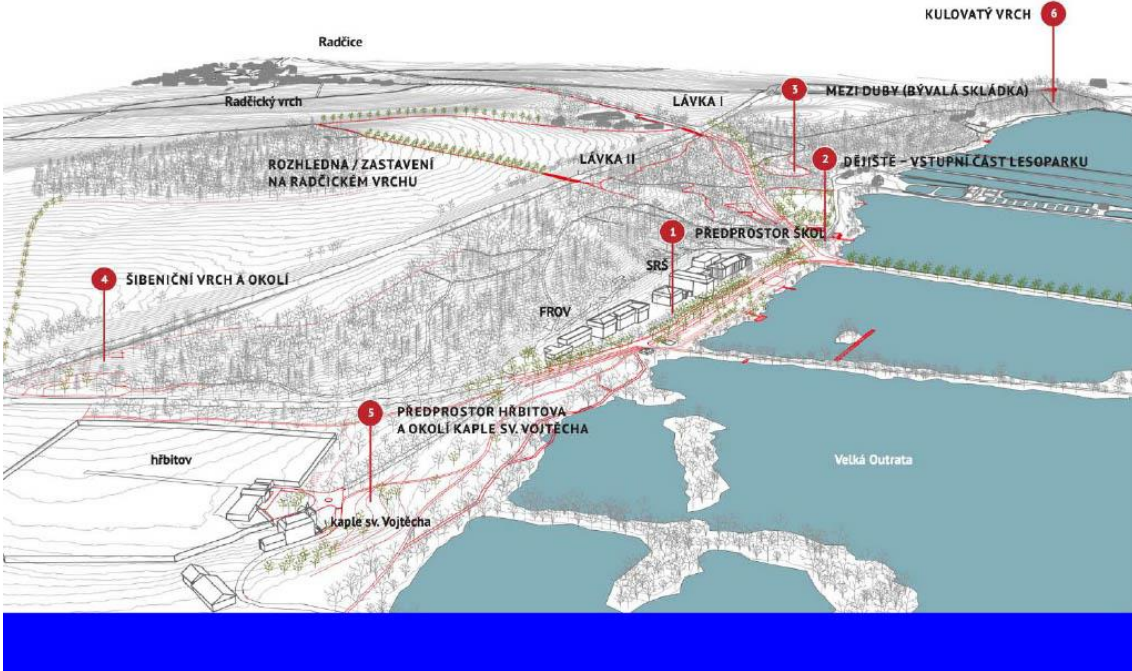 KULOVATÝ VRCH
6
Radčice
Radčický vrch
LÁVKA I
3
MEZI DUBY (BÝVALÁ SKLÁDKA)
ROZHLEDNA / ZASTAVENÍ
NA RADČICKÉM VRCHU
LÁVKA II
2
DĚJIŠTĚ – VSTUPNÍ ČÁST LESOPARKU
1
PŘEDPROSTOR ŠKOL
SRŠ
4
ŠIBENIČNÍ VRCH A OKOLÍ
FROV
5
PŘEDPROSTOR HŘBITOVA
A OKOLÍ KAPLE SV. VOJTĚCHA
hřbitov
Velká Outrata
kaple sv. Vojtěcha